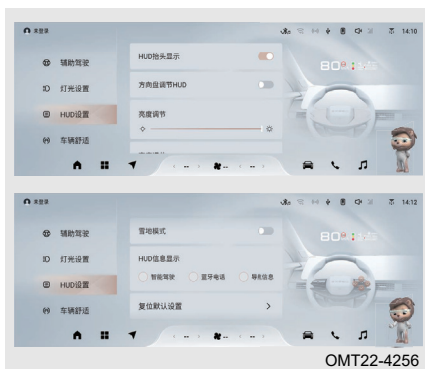 未登录
14:10
辅助驾驶
HUD抬头显示
灯光设置
方向盘调节HUD
HUD设置
亮度调节
车辆舒适
80
未登录
14:12
辅助驾驶
雪地模式
灯光设置
HUD信息显示
智能驾驶 蓝牙电话 导航信息
HUD设置
复位默认设置
车辆舒适
80
OMT22-4256